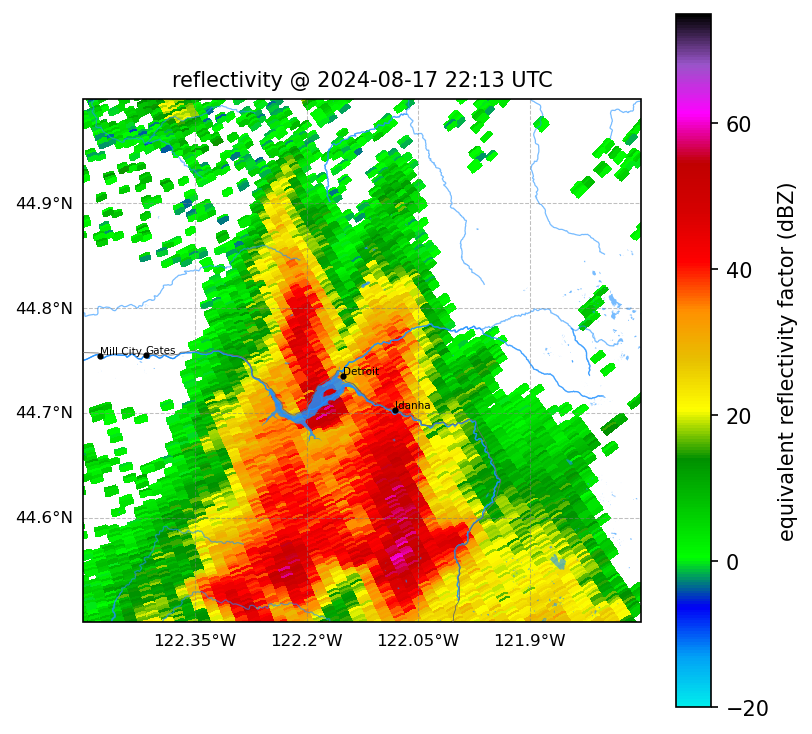 reflectivity @ 2024-08-17 22:13 UTC
44.9°N
44.8°N
44.7°N
44.6°N
Mill City
Gates
Detroit
Idanha
122.35°W
122.2°W
122.05°W
121.9°W
60
40
20
0
−20
equivalent reflectivity factor (dBZ)